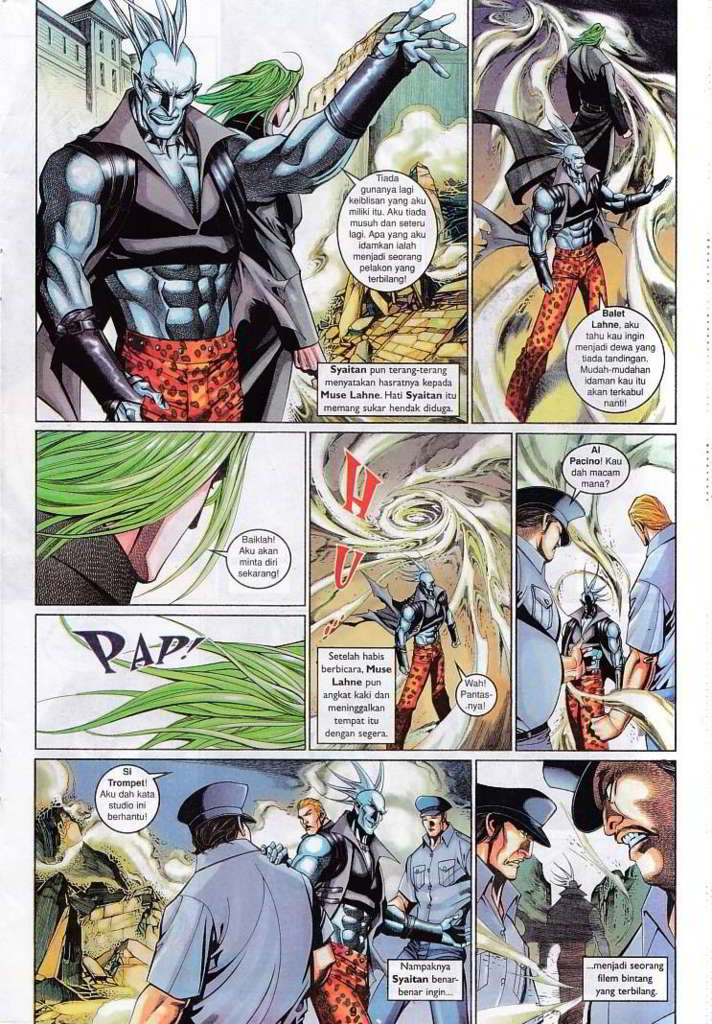 Tiada
gunanya lagi
keiblisan yang aku
miliki itu. Aku tiada
musuh dan seteru
lagi. Apa yang aku
idamkan ialah
menjadi seorang
pelakon yang
terbilang!
Syaitan pun terang-terang
menyatakan hasratnya kepada
Muse Lahne. Hati Syaitan itu
memang sukar hendak diduga.
Balet
Lahne, aku
tahu kau ingin
menjadi dewa yang
tiada tandingan.
Mudah-mudahan
idaman kau itu
akan terkabul
nanti!
Baiklah!
Aku akan
minta diri
sekarang!
PAP!
HU...
Setelah habis
berbicara, Muse
Lahne pun
angkat kaki dan
meninggalkan
tempat itu
dengan segera.
Wah!
Pantas-
nya!
Al
Pacino! Kau
dah macam
mana?
Si
Trompet!
Aku dah kata
studio ini
berhantu!
Nampaknya
Syaitan benar-
benar ingin...
...menjadi seorang
filem bintang
yang terbilang.